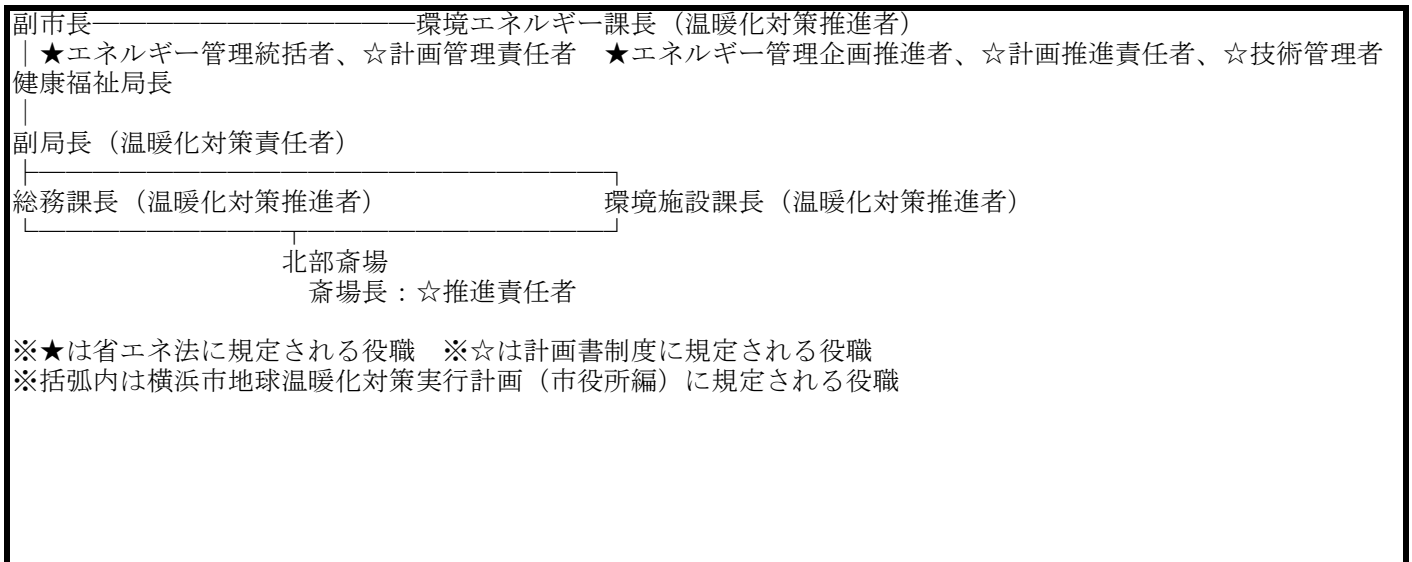 副市長────────────環境エネルギー課長（温暖化対策推進者）
｜★エネルギー管理統括者、☆計画管理責任者　★エネルギー管理企画推進者、☆計画推進責任者、☆技術管理者
健康福祉局長
｜
副局長（温暖化対策責任者）
├─────────────────────┐
総務課長（温暖化対策推進者）　　　　　　　　　環境施設課長（温暖化対策推進者）
└─────────┬───────────┘
北部斎場
斎場長：☆推進責任者
※★は省エネ法に規定される役職　※☆は計画書制度に規定される役職
※括弧内は横浜市地球温暖化対策実行計画（市役所編）に規定される役職